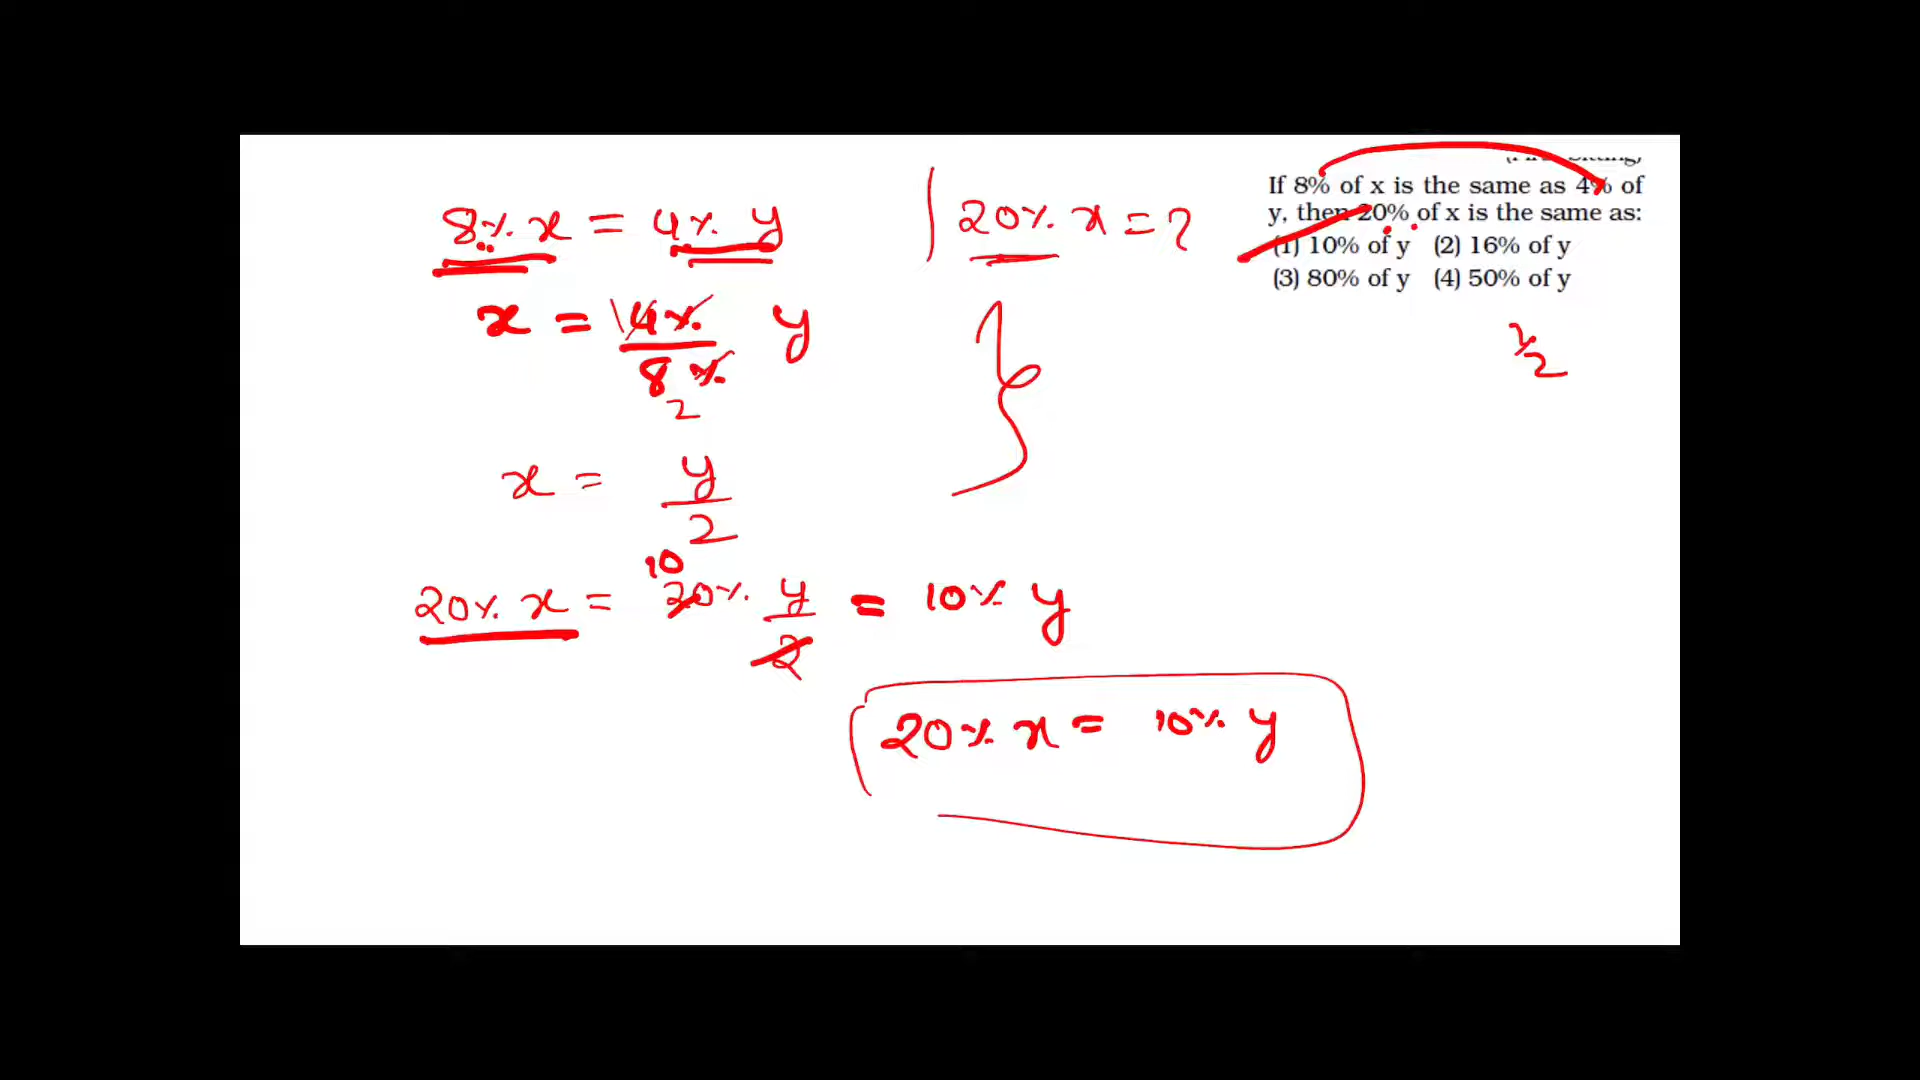 8% x = 4% y
20% x = ?
x = 4% / 8% y
2
x = y/2
10
20% x = 20% y/2 = 10% y
20% x = 10% y
If 8% of x is the same as 4% of
y, then 20% of x is the same as:
(1) 10% of y (2) 16% of y
(3) 80% of y (4) 50% of y